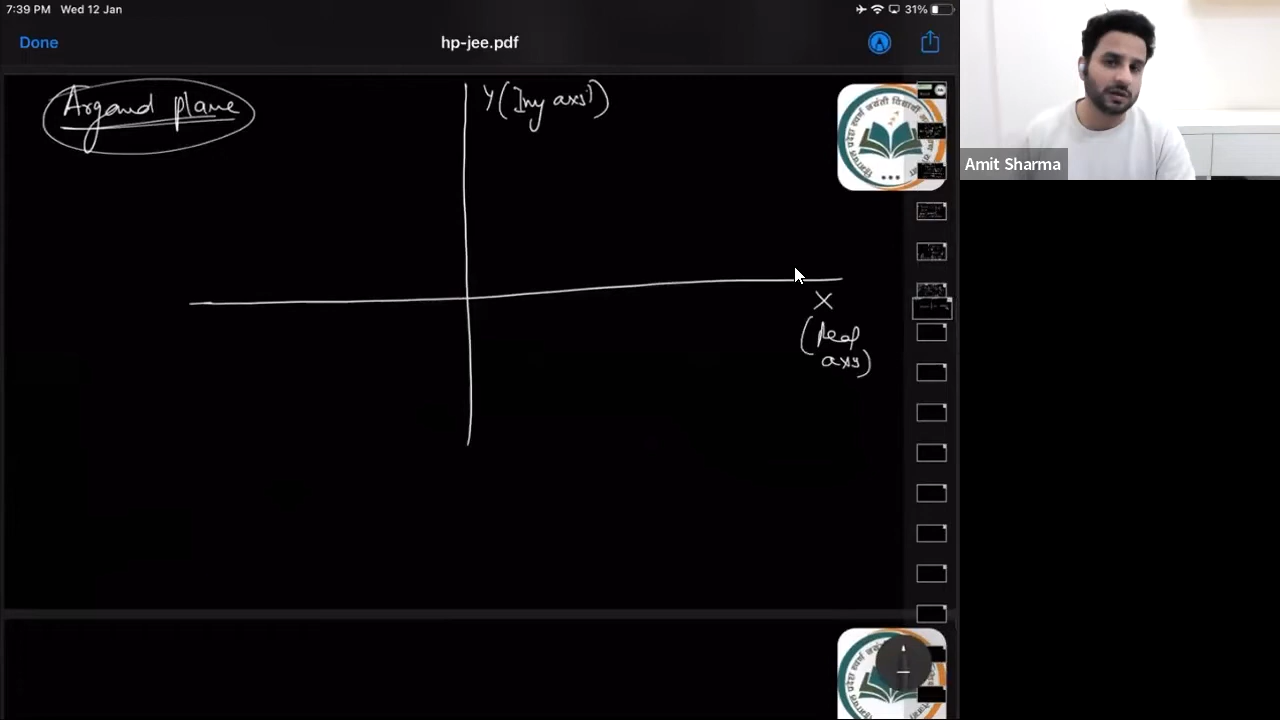 7:39 PM Wed 12 Jan
31%
Done
hp-jee.pdf
Argand plane
Y (Img axis)
X
(Real
axis)
Amit Sharma